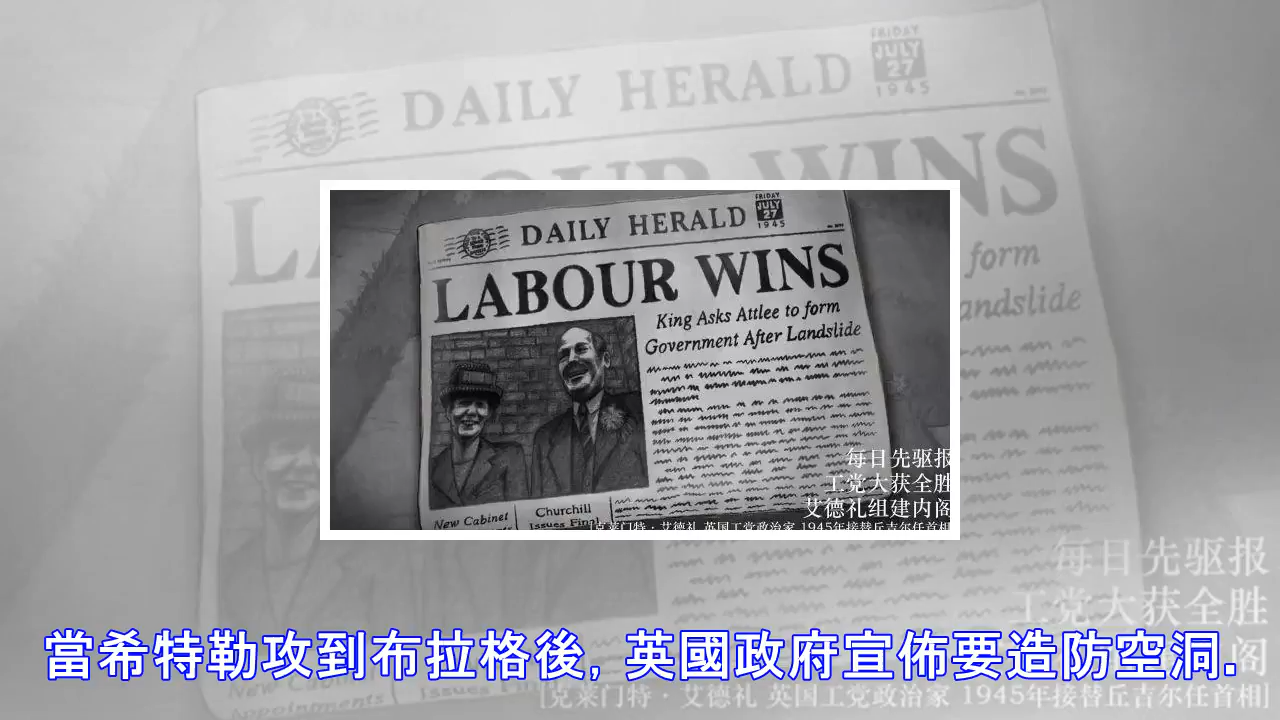 DAILY HERALD
FRIDAY
JULY
27
1945
LABOUR WINS
King Asks Attlee to form
Government After Landslide
New Cabinet
Churchill
每日先驱报
工党大获全胜
艾德礼组建内阁
[克莱门特·艾德礼 英国工党政治家 1945年接替丘吉尔任首相]
當希特勒攻到布拉格後, 英國政府宣佈要造防空洞.